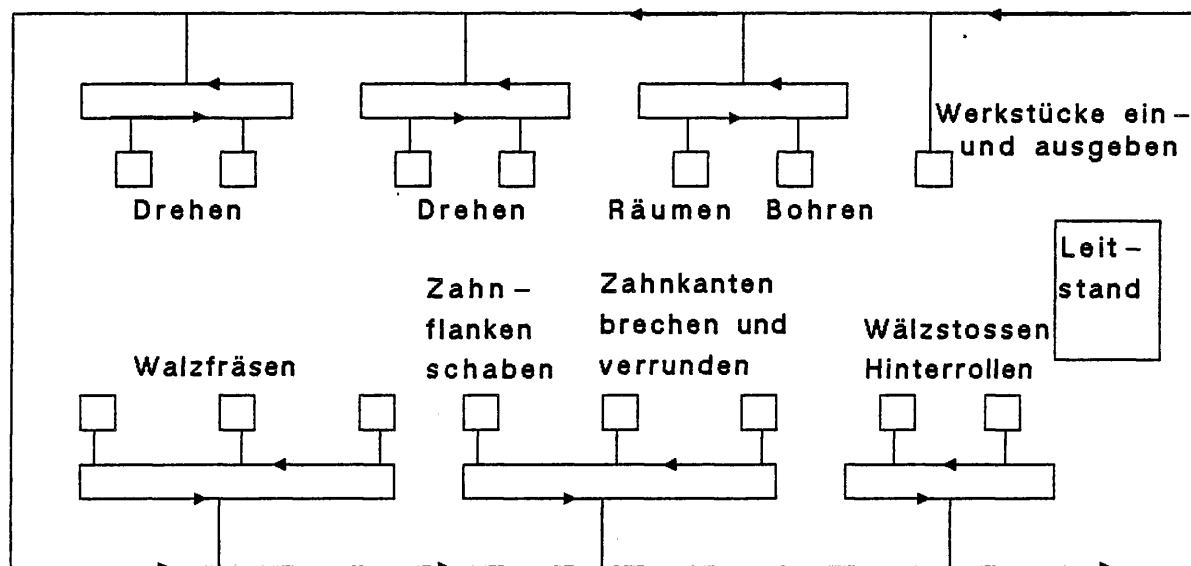 Werkstücke ein-
und ausgeben
Drehen
Drehen
Räumen
Bohren
Leit-
stand
Walzfräsen
Zahn-
flanken
schaben
Zahnkanten
brechen und
verrunden
Wälzstossen
Hinterrollen